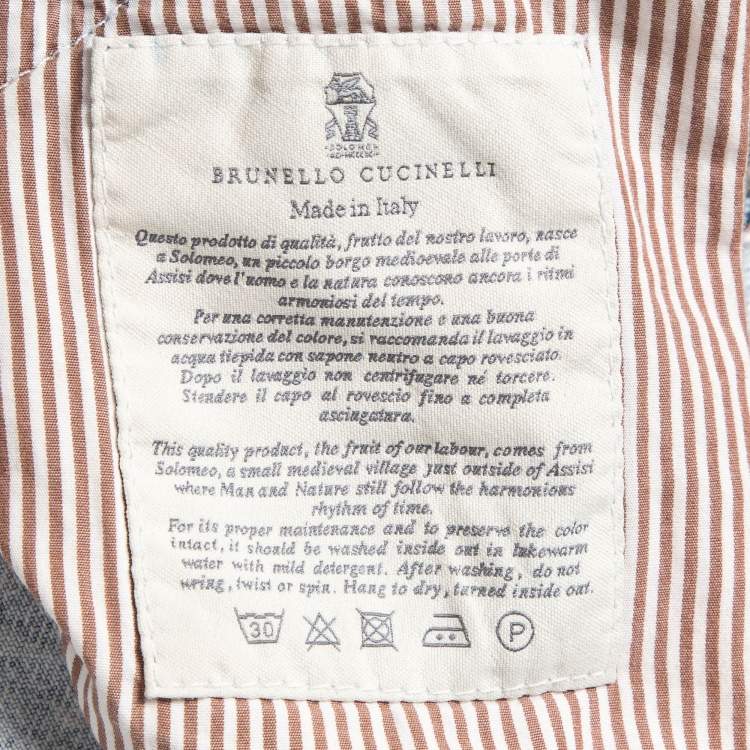 SOLOMEO
BRUNELLO CUCINELLI
Made in Italy
Questo prodotto di qualità, frutto del nostro lavoro, nasce
a Solomeo, un piccolo borgo medioevale alle porte di
Assisi dove l'uomo e la natura conoscono ancora i ritmi
armoniosi del tempo.
Per una corretta manutenzione e una buona
conservazione del colore, si raccomanda il lavaggio in
acqua tiepida con sapone neutro a capo rovesciato.
Dopo il lavaggio non centrifugare né torcere.
Stendere il capo al rovescio fino a completa
asciugatura.
This quality product, the fruit of our labour, comes from
Solomeo, a small medieval village just outside of Assisi
where Man and Nature still follow the harmonious
rhythm of time.
For its proper maintenance and to preserve the color
intact, it should be washed inside out in lukewarm
water with mild detergent. After washing, do not
wring, twist or spin. Hang to dry, turned inside out.
30 P